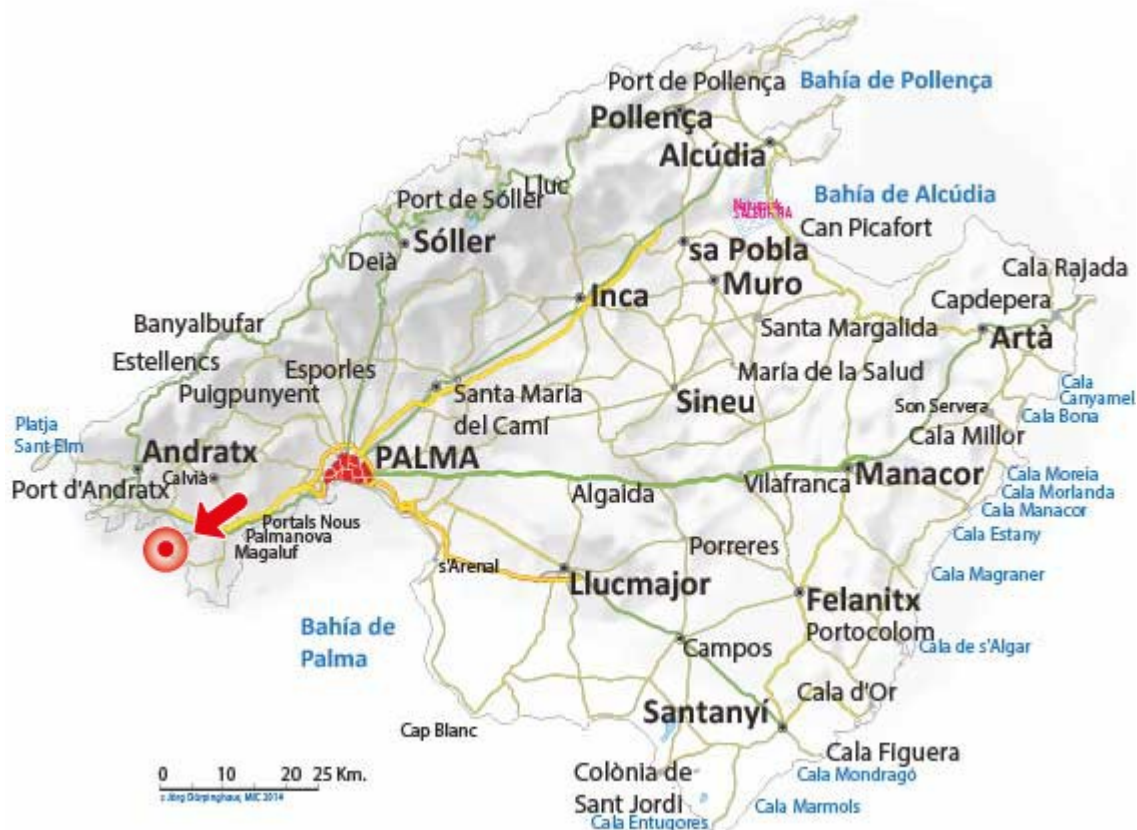 Port de Pollença
Bahía de Pollença
Pollença
Alcúdia
Lluc
Port de Sóller
Bahía de Alcúdia
Can Picafort
Sóller
sa Pobla
Deià
Cala Rajada
Muro
Inca
Capdepera
Banyalbufar
Santa Margalida
Artà
Estellencs
Esporles
María de la Salud
Puigpunyent
Santa Maria
del Camí
Sineu
Cala
Canyamel
Son Servera
Cala Bona
Platja
Sant Elm
Andratx
PALMA
Cala Millor
Calvià
Manacor
Cala Moreia
Port d'Andratx
Algaida
Vilafranca
Cala Morlanda
Cala Manacor
Portals Nous
Palmanova
Magaluf
Porreres
Cala Estany
s'Arenal
Llucmajor
Cala Magraner
Felanitx
Bahía de
Palma
Portocolom
Campos
Cala de s'Algar
Cala d'Or
Santanyí
Cap Blanc
Cala Figuera
0 10 20 25 Km.
Colònia de
Sant Jordi
Cala Mondragó
c Jörg Dörpinghaus, MIC 2014
Cala Marmols
Cala Entugores